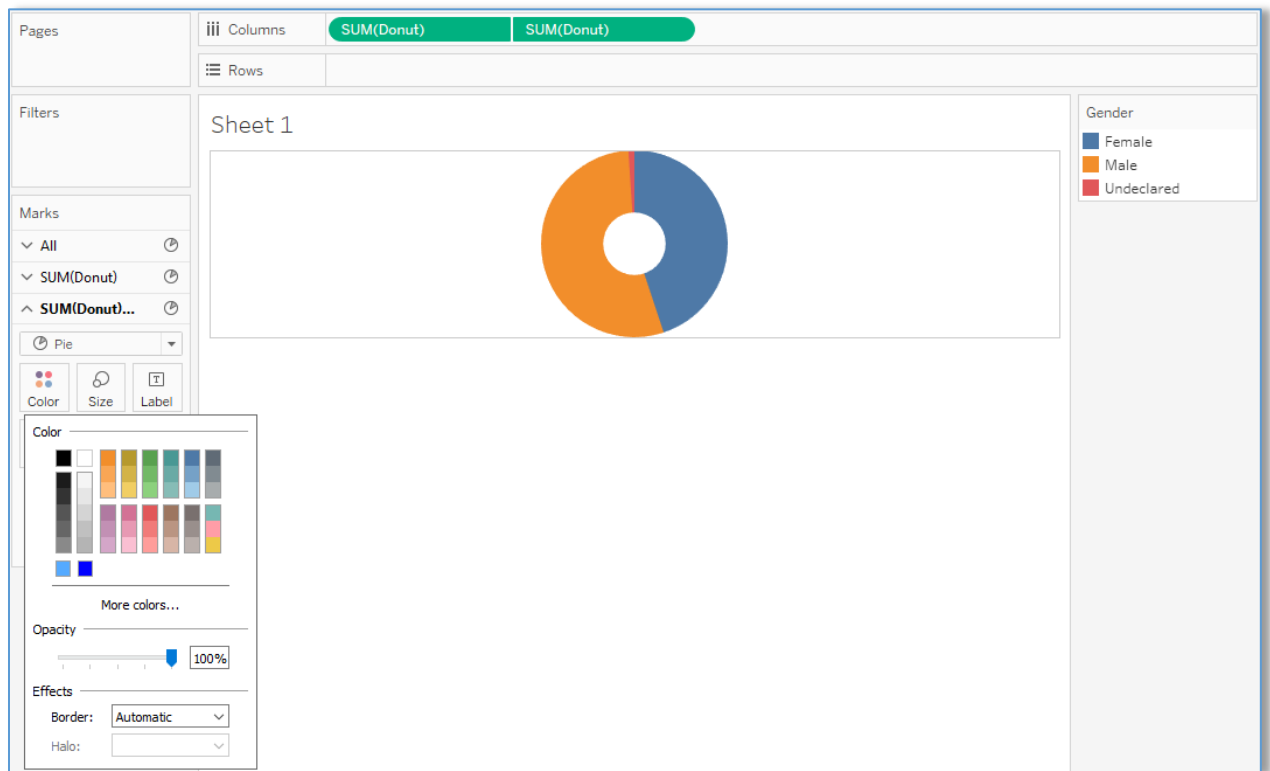 Pages
Columns
SUM(Donut)
SUM(Donut)
Rows
Filters
Sheet 1
Gender
Female
Male
Undeclared
Marks
All
SUM(Donut)
SUM(Donut)...
Pie
Color
Size
T
Label
Color
More colors...
Opacity
100%
Effects
Border: Automatic
Halo: